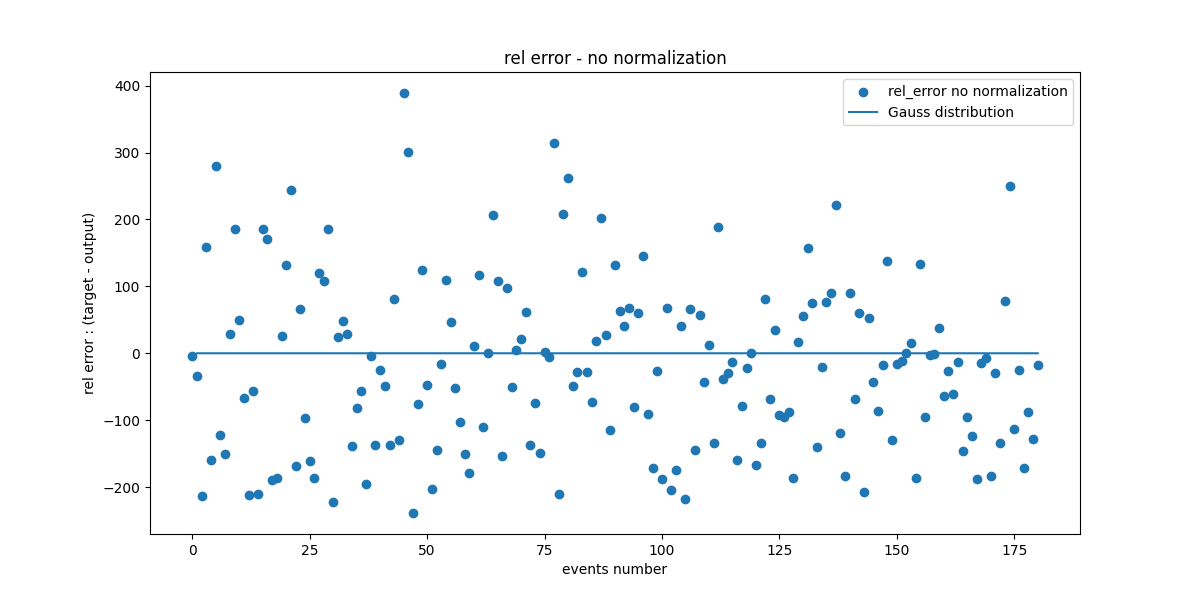 rel error - no normalization
rel_error no normalization
Gauss distribution
rel error : (target - output)
400
300
200
100
0
−100
−200
0 25 50 75 100 125 150 175
events number